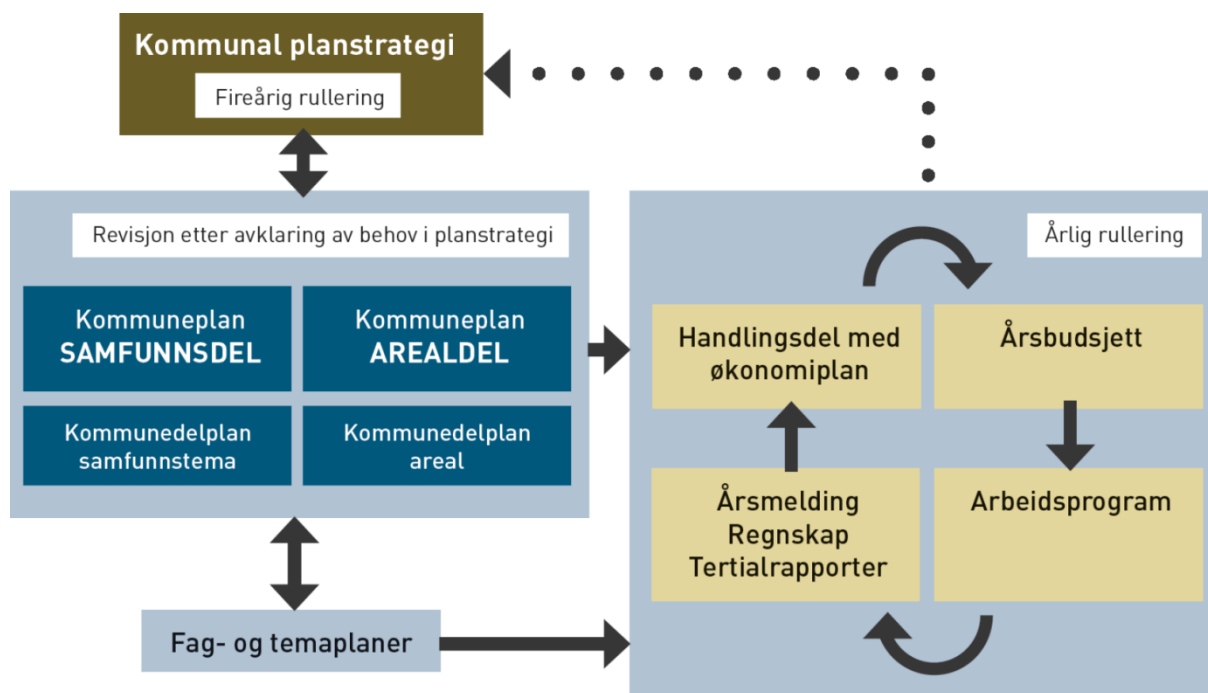 Kommunal planstrategi
Fireårig rullering
Revisjon etter avklaring av behov i planstrategi
Kommuneplan
SAMFUNNSDEL
Kommuneplan
AREALDEL
Kommunedelplan
samfunnstema
Kommunedelplan
areal
Fag- og temaplaner
Årlig rullering
Handlingsdel med
økonomiplan
Årsbudsjett
Årsmelding
Regnskap
Tertialrapporter
Arbeidsprogram